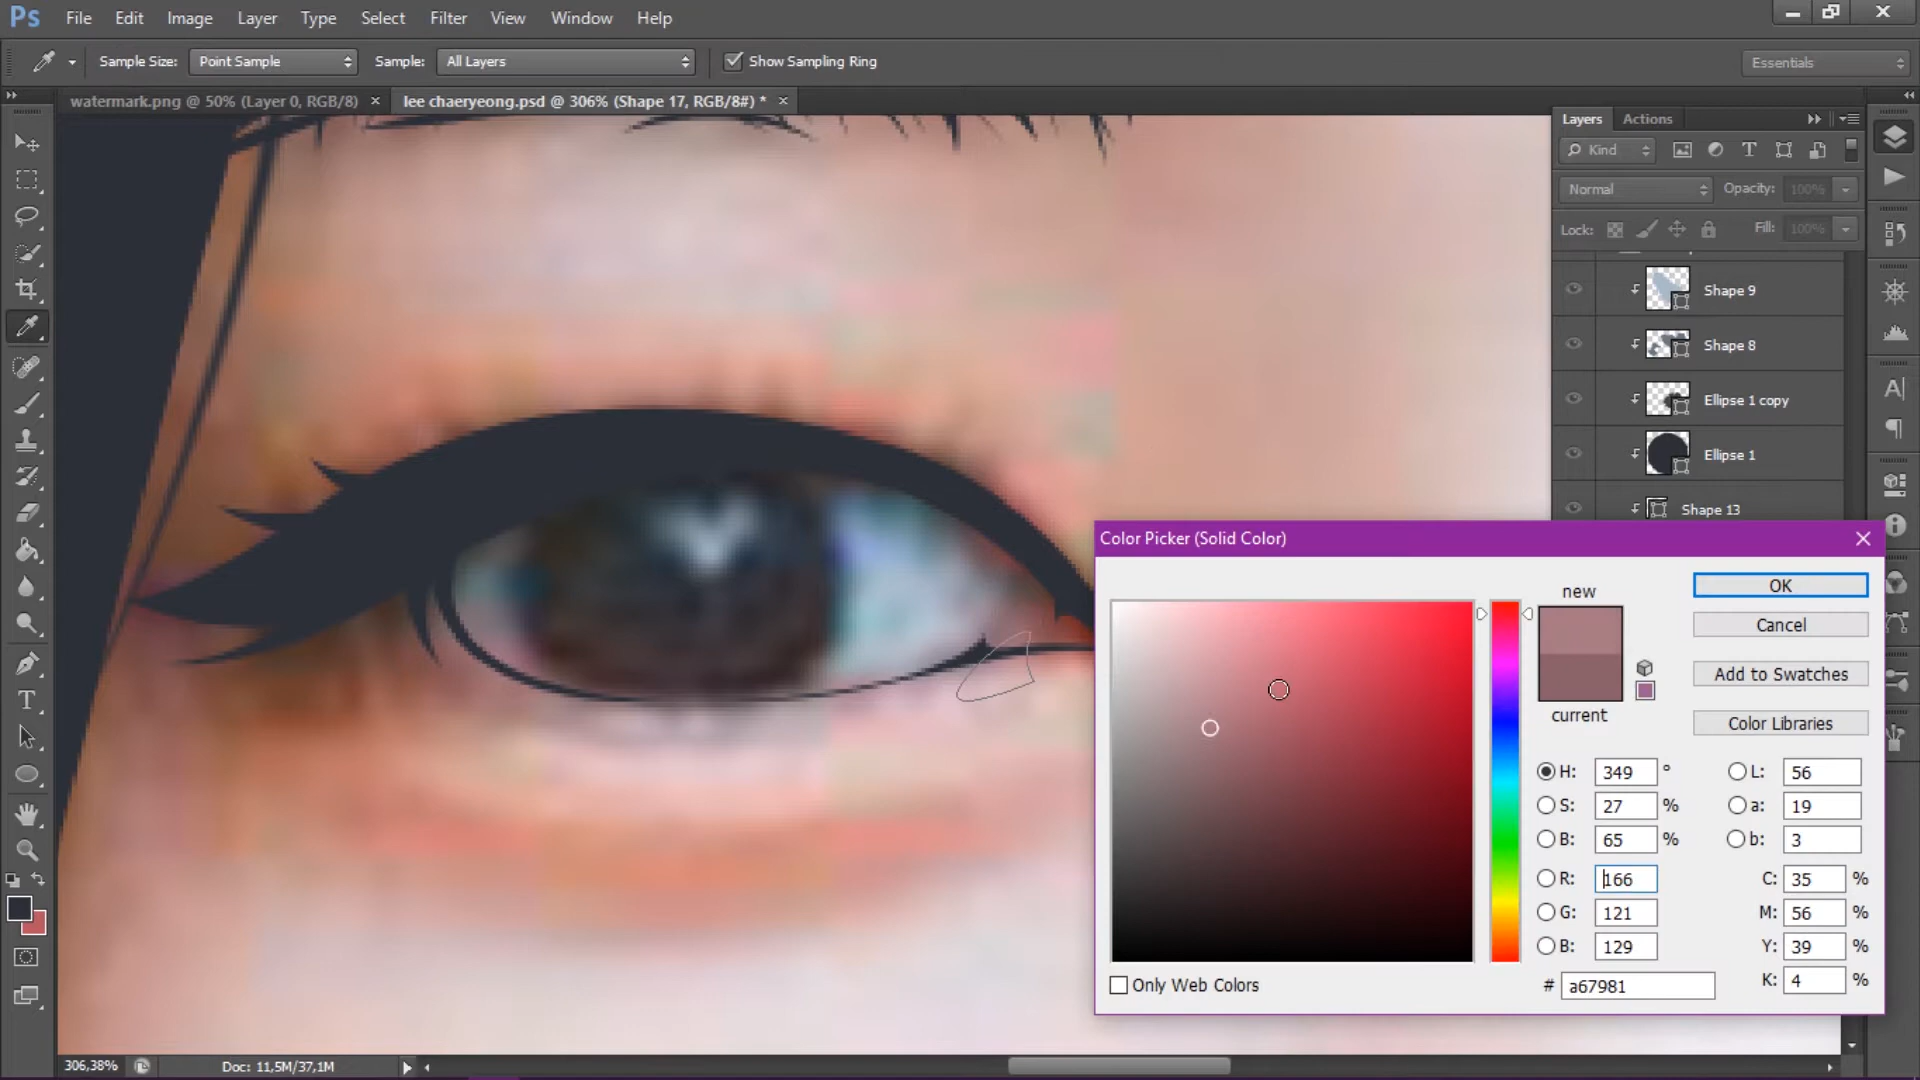 Ps File Edit Image Layer Type Select Filter View Window Help
Sample Size: Point Sample Sample: All Layers Show Sampling Ring Essentials
watermark.png @ 50% (Layer 0, RGB/8) × lee chaeryeong.psd @ 306% (Shape 17, RGB/8#) * ×
Layers Actions
Kind
Normal Opacity: 100%
Lock: Fill: 100%
Shape 9
Shape 8
Ellipse 1 copy
Ellipse 1
Shape 13
Color Picker (Solid Color)
new
OK
Cancel
Add to Swatches
current
Color Libraries
H: 349 ° L: 56
S: 27 % a: 19
B: 65 % b: 3
R: 166 C: 35 %
G: 121 M: 56 %
B: 129 Y: 39 %
Only Web Colors # a67981 K: 4 %
306,38% Doc: 11,5M/37,1M